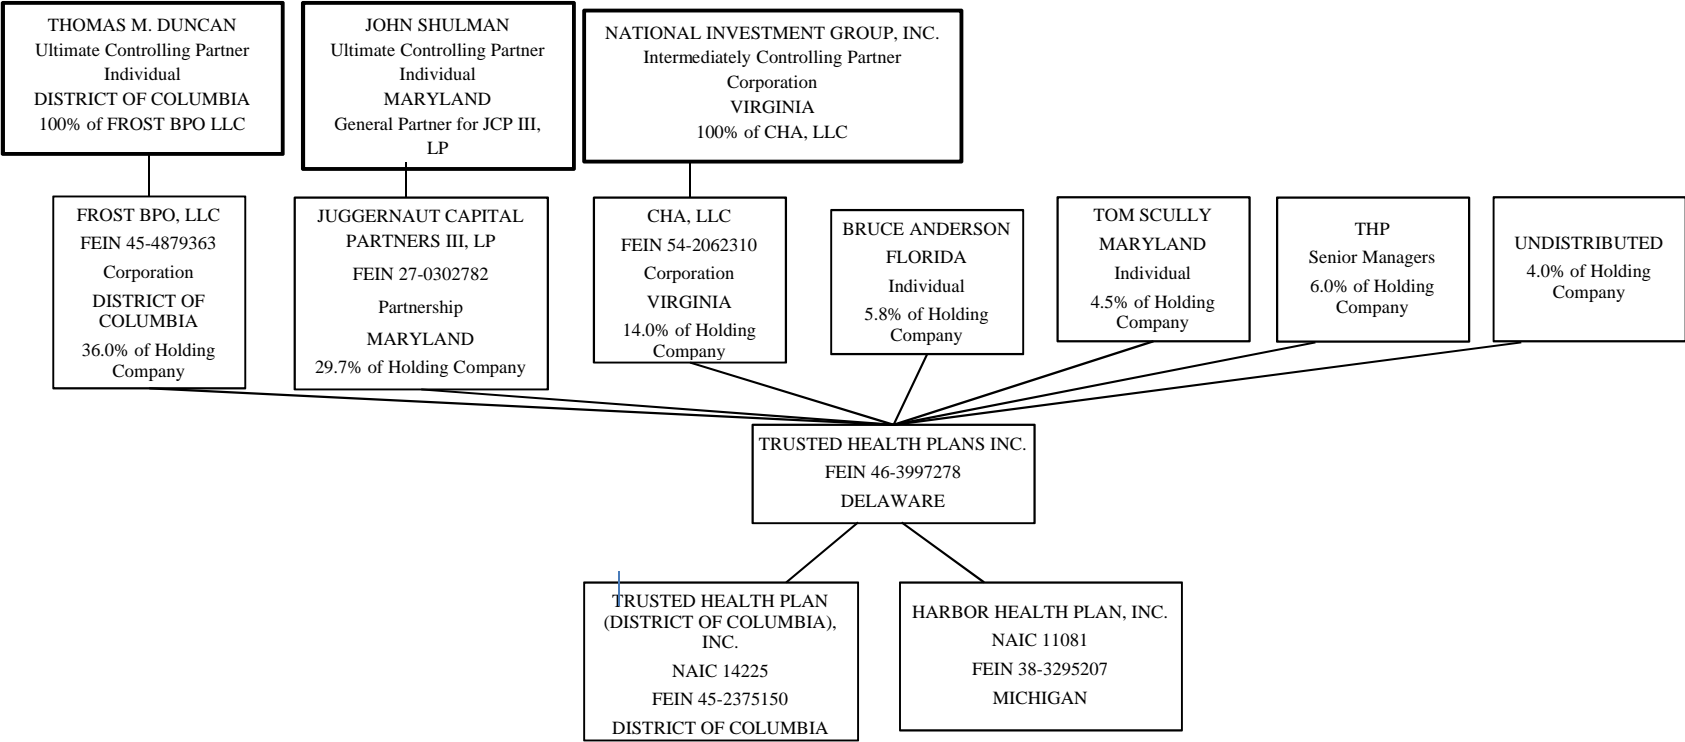 THOMAS M. DUNCAN
Ultimate Controlling Partner
Individual
DISTRICT OF COLUMBIA
100% of FROST BPO LLC
JOHN SHULMAN
Ultimate Controlling Partner
Individual
MARYLAND
General Partner for JCP III,
LP
NATIONAL INVESTMENT GROUP, INC.
Intermediately Controlling Partner
Corporation
VIRGINIA
100% of CHA, LLC
FROST BPO, LLC
FEIN 45-4879363
Corporation
DISTRICT OF
COLUMBIA
36.0% of Holding
Company
JUGGERNAUT CAPITAL
PARTNERS III, LP
FEIN 27-0302782
Partnership
MARYLAND
29.7% of Holding Company
CHA, LLC
FEIN 54-2062310
Corporation
VIRGINIA
14.0% of Holding
Company
BRUCE ANDERSON
FLORIDA
Individual
5.8% of Holding
Company
TOM SCULLY
MARYLAND
Individual
4.5% of Holding
Company
THP
Senior Managers
6.0% of Holding
Company
UNDISTRIBUTED
4.0% of Holding
Company
TRUSTED HEALTH PLANS INC.
FEIN 46-3997278
DELAWARE
TRUSTED HEALTH PLAN
(DISTRICT OF COLUMBIA),
INC.
NAIC 14225
FEIN 45-2375150
DISTRICT OF COLUMBIA
HARBOR HEALTH PLAN, INC.
NAIC 11081
FEIN 38-3295207
MICHIGAN